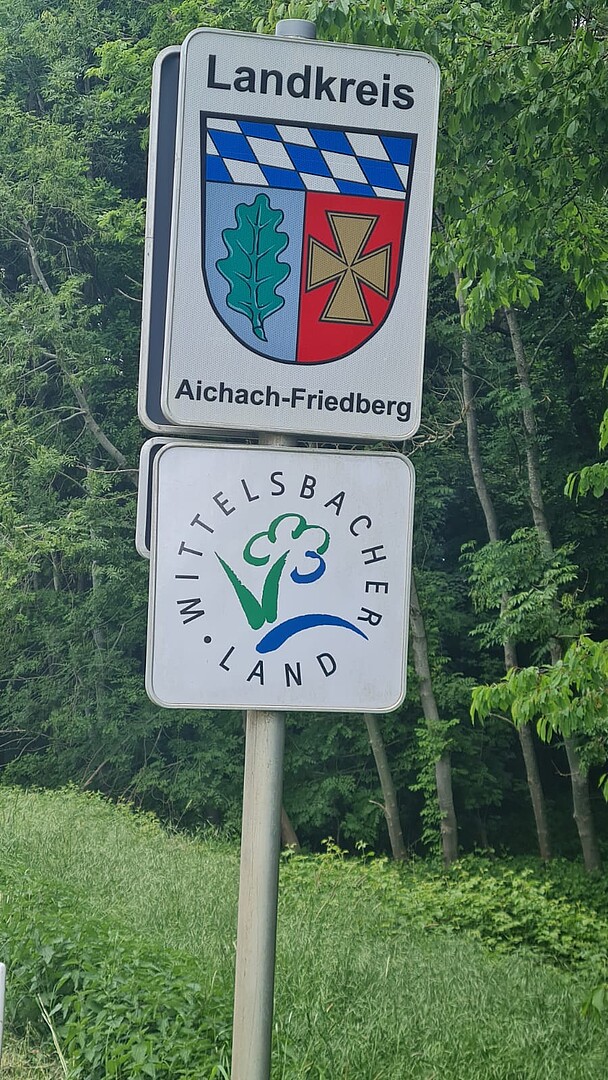 Landkreis
Aichach-Friedberg
WITTELSBACHER
LAND